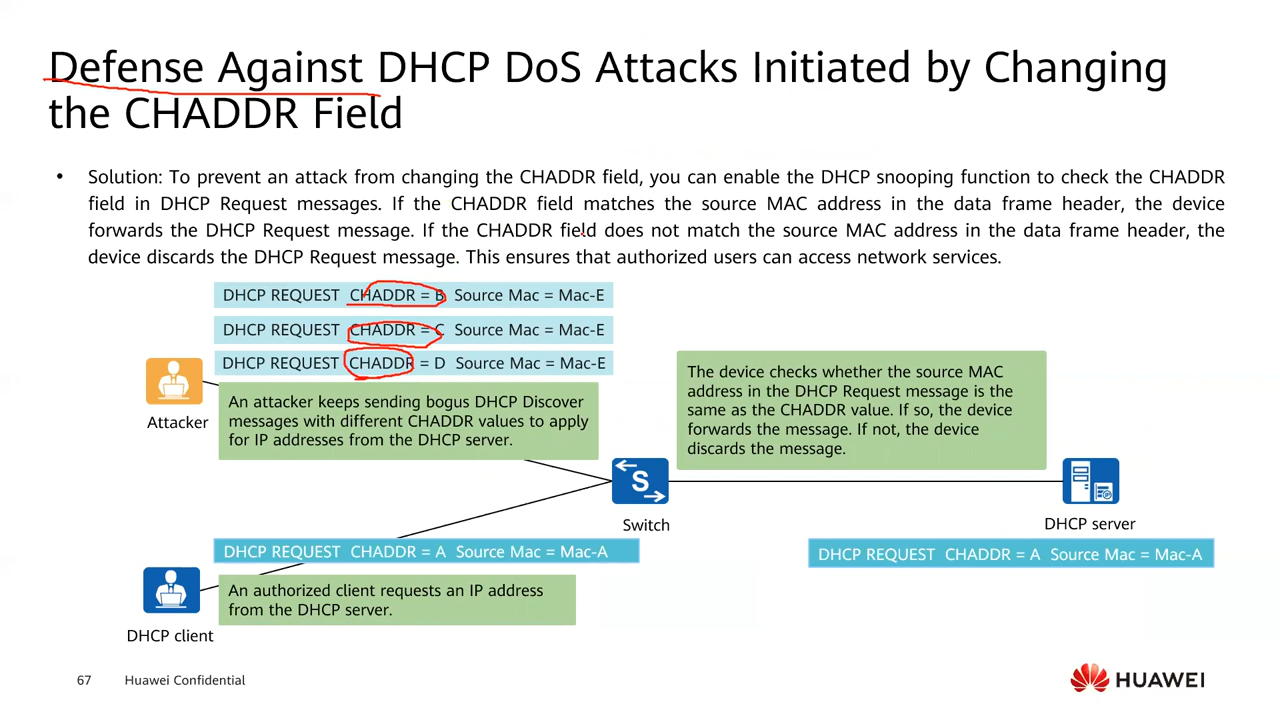 Defense Against DHCP DoS Attacks Initiated by Changing
the CHADDR Field
• Solution: To prevent an attack from changing the CHADDR field, you can enable the DHCP snooping function to check the CHADDR
field in DHCP Request messages. If the CHADDR field matches the source MAC address in the data frame header, the device
forwards the DHCP Request message. If the CHADDR field does not match the source MAC address in the data frame header, the
device discards the DHCP Request message. This ensures that authorized users can access network services.
DHCP REQUEST CHADDR = B Source Mac = Mac-E
DHCP REQUEST CHADDR = C Source Mac = Mac-E
DHCP REQUEST CHADDR = D Source Mac = Mac-E
Attacker
An attacker keeps sending bogus DHCP Discover
messages with different CHADDR values to apply
for IP addresses from the DHCP server.
The device checks whether the source MAC
address in the DHCP Request message is the
same as the CHADDR value. If so, the device
forwards the message. If not, the device
discards the message.
S
Switch
DHCP server
DHCP REQUEST CHADDR = A Source Mac = Mac-A
DHCP REQUEST CHADDR = A Source Mac = Mac-A
An authorized client requests an IP address
from the DHCP server.
DHCP client
67 Huawei Confidential
HUAWEI